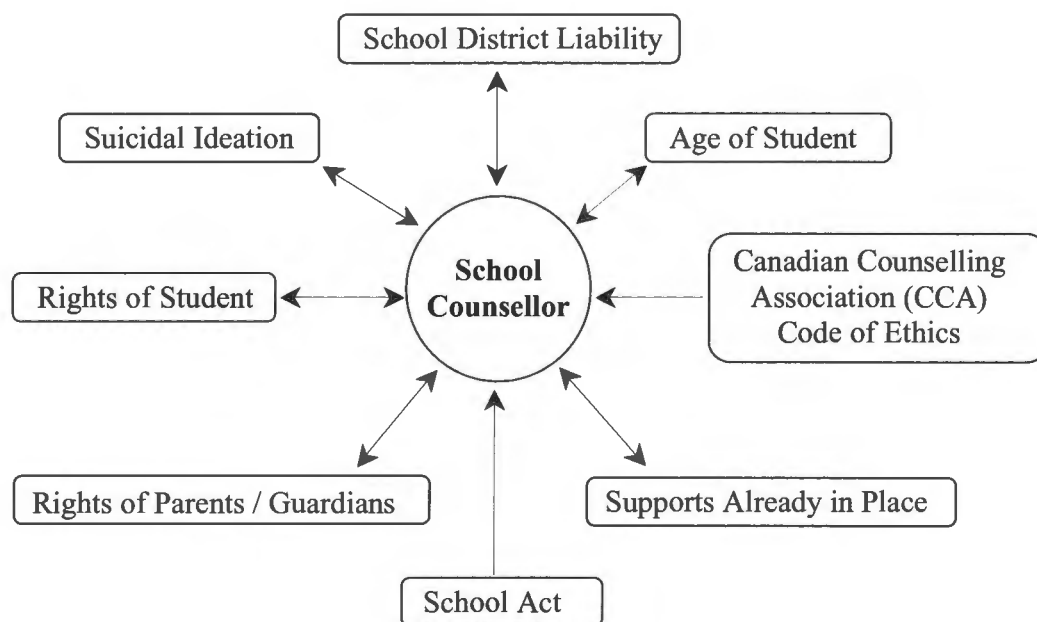 School District Liability
Suicidal Ideation
Age of Student
School
Counsellor
Canadian Counselling
Association (CCA)
Code of Ethics
Rights of Student
Rights of Parents / Guardians
Supports Already in Place
School Act